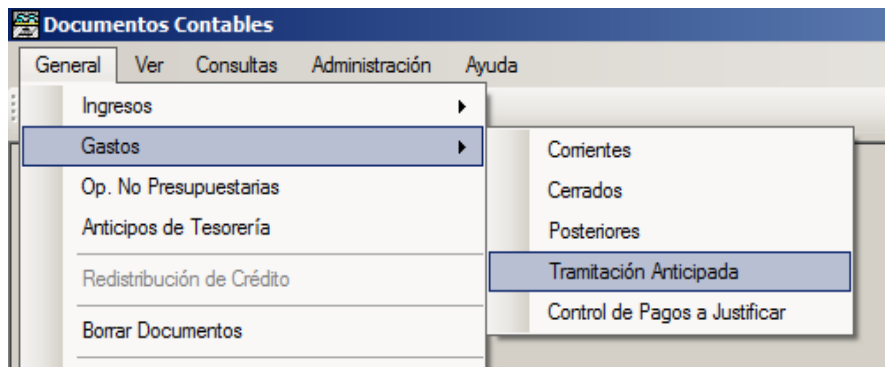 Documentos Contables
General Ver Consultas Administración Ayuda
Ingresos
Gastos
Op. No Presupuestarias
Anticipos de Tesorería
Redistribución de Crédito
Borrar Documentos
Corrientes
Cerrados
Posteriores
Tramitación Anticipada
Control de Pagos a Justificar